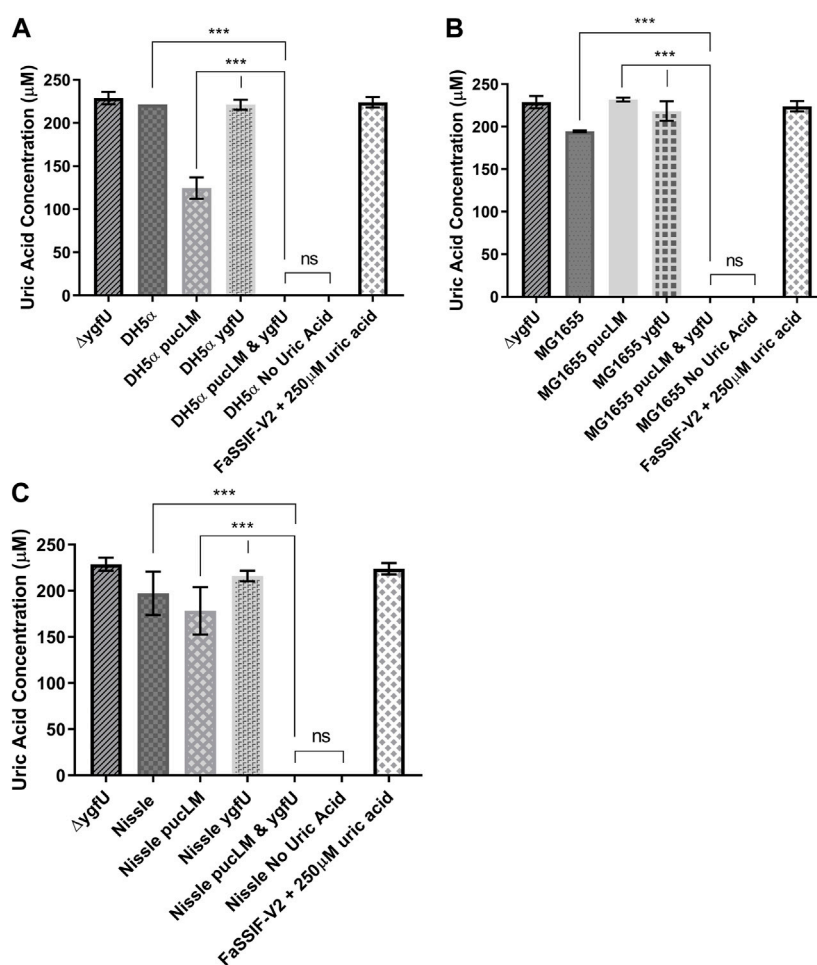 A
***
***
ns
Uric Acid Concentration (μM)
250
200
150
100
50
0
ΔygfU
DH5α
DH5α pucLM
DH5α ygfU
DH5α pucLM & ygfU
DH5α No Uric Acid
FaSSIF-V2 + 250μM uric acid
B
***
***
ns
Uric Acid Concentration (μM)
250
200
150
100
50
0
ΔygfU
MG1655
MG1655 pucLM
MG1655 ygfU
MG1655 pucLM & ygfU
MG1655 No Uric Acid
FaSSIF-V2 + 250μM uric acid
C
***
***
ns
Uric Acid Concentration (μM)
250
200
150
100
50
0
ΔygfU
Nissle
Nissle pucLM
Nissle ygfU
Nissle pucLM & ygfU
Nissle No Uric Acid
FaSSIF-V2 + 250μM uric acid